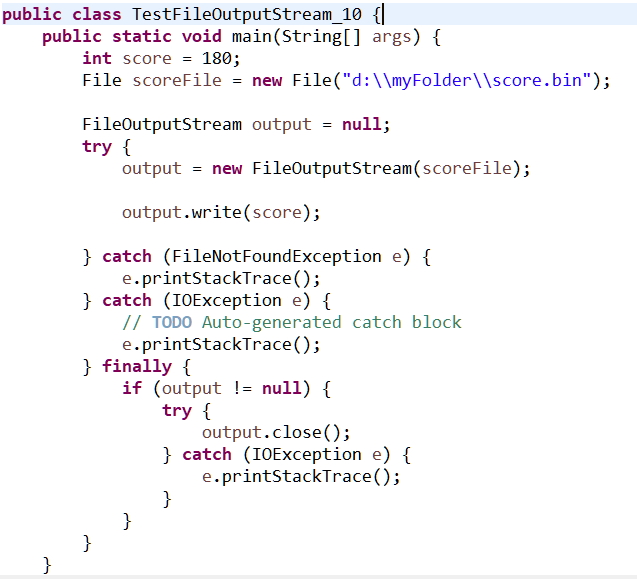 public class TestFileOutputStream_10 {
    public static void main(String[] args) {
        int score = 180;
        File scoreFile = new File("d:\\myFolder\\score.bin");

        FileOutputStream output = null;
        try {
            output = new FileOutputStream(scoreFile);

            output.write(score);

        } catch (FileNotFoundException e) {
            e.printStackTrace();
        } catch (IOException e) {
            // TODO Auto-generated catch block
            e.printStackTrace();
        } finally {
            if (output != null) {
                try {
                    output.close();
                } catch (IOException e) {
                    e.printStackTrace();
                }
            }
        }
    }